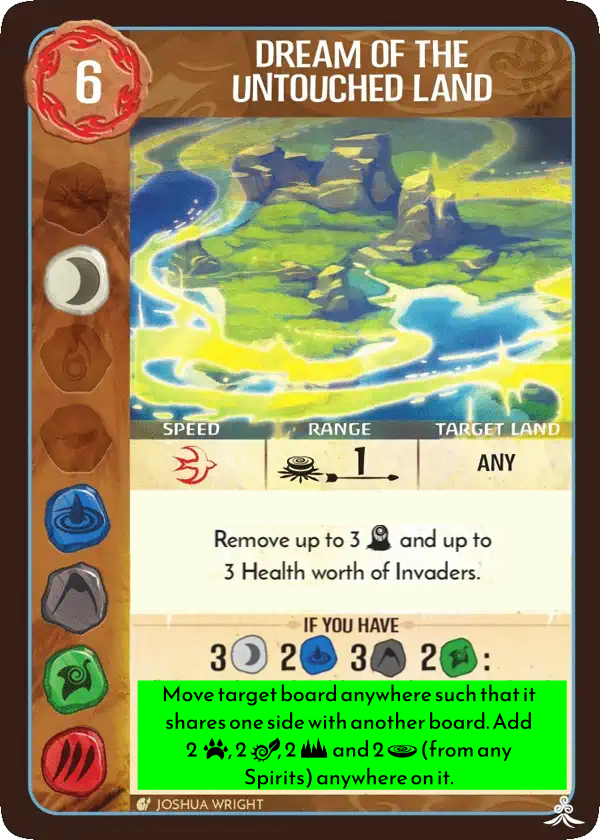 6
DREAM OF THE
UNTOUCHED LAND
SPEED RANGE TARGET LAND
1 ANY
Remove up to 3 and up to
3 Health worth of Invaders.
IF YOU HAVE
3 2 3 2 :
Move target board anywhere such that it
shares one side with another board. Add
2 , 2 , 2 and 2 (from any
Spirits) anywhere on it.
JOSHUA WRIGHT